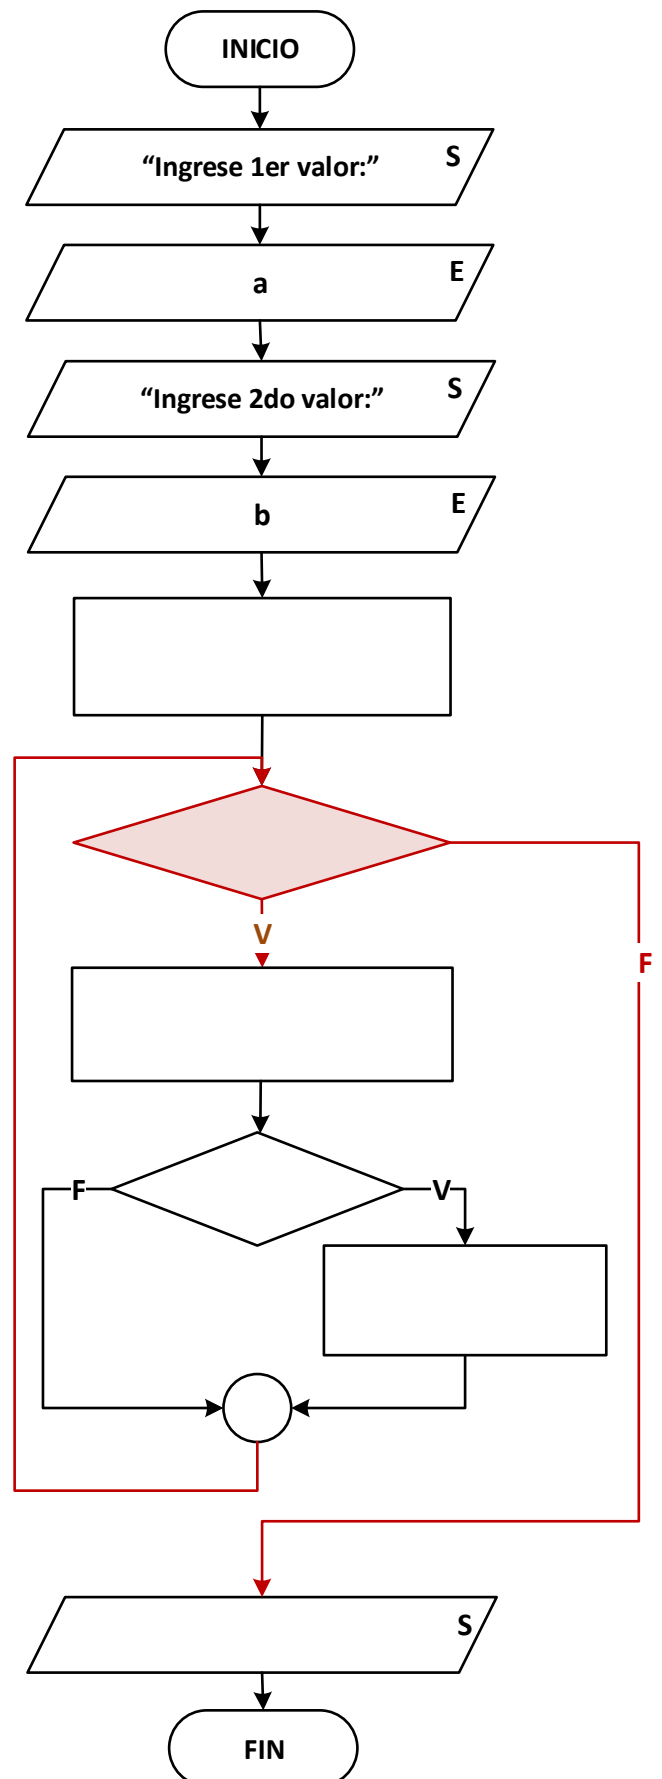 INICIO
“Ingrese 1er valor:” S
a E
“Ingrese 2do valor:” S
b E
V
F
F V
S
FIN